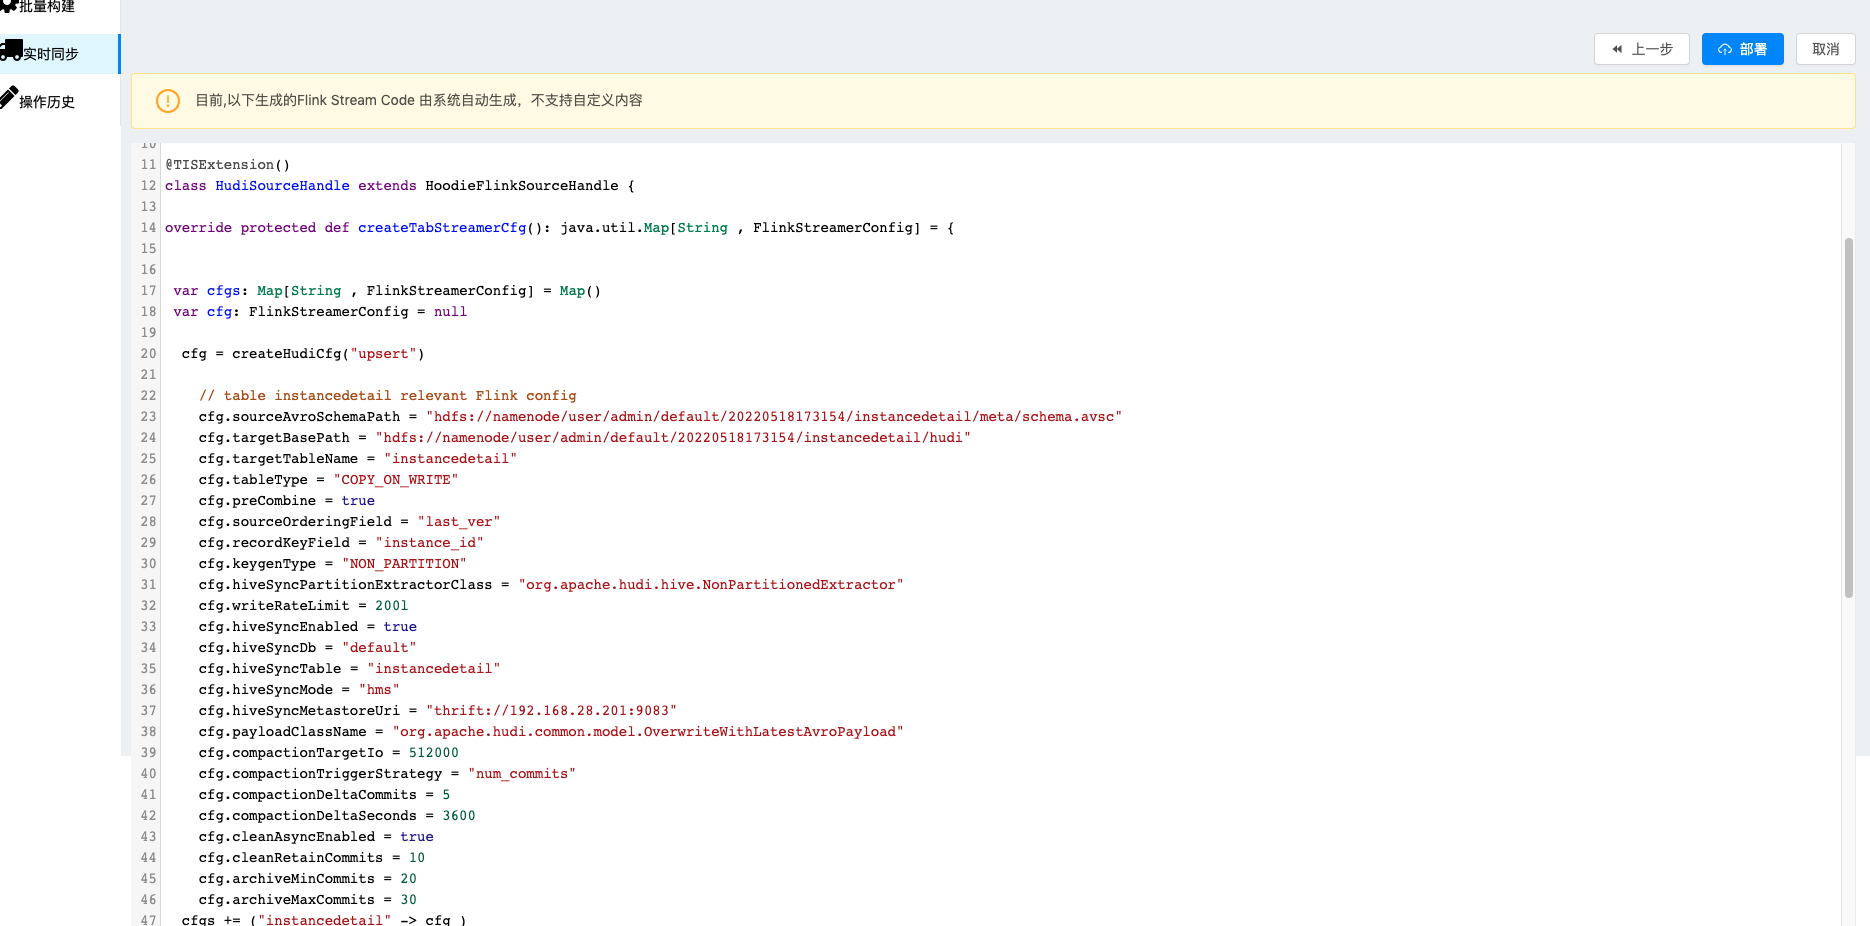 批量构建
实时同步
操作历史
上一步
部署
取消
目前,以下生成的Flink Stream Code 由系统自动生成，不支持自定义内容
10
11 @TISExtension()
12 class HudiSourceHandle extends HoodieFlinkSourceHandle {
13
14 override protected def createTabStreamerCfg(): java.util.Map[String , FlinkStreamerConfig] = {
15
16
17 var cfgs: Map[String , FlinkStreamerConfig] = Map()
18 var cfg: FlinkStreamerConfig = null
19
20 cfg = createHudiCfg("upsert")
21
22 // table instancedetail relevant Flink config
23 cfg.sourceAvroSchemaPath = "hdfs://namenode/user/admin/default/20220518173154/instancedetail/meta/schema.avsc"
24 cfg.targetBasePath = "hdfs://namenode/user/admin/default/20220518173154/instancedetail/hudi"
25 cfg.targetTableName = "instancedetail"
26 cfg.tableType = "COPY_ON_WRITE"
27 cfg.preCombine = true
28 cfg.sourceOrderingField = "last_ver"
29 cfg.recordKeyField = "instance_id"
30 cfg.keygenType = "NON_PARTITION"
31 cfg.hiveSyncPartitionExtractorClass = "org.apache.hudi.hive.NonPartitionedExtractor"
32 cfg.writeRateLimit = 200l
33 cfg.hiveSyncEnabled = true
34 cfg.hiveSyncDb = "default"
35 cfg.hiveSyncTable = "instancedetail"
36 cfg.hiveSyncMode = "hms"
37 cfg.hiveSyncMetastoreUri = "thrift://192.168.28.201:9083"
38 cfg.payloadClassName = "org.apache.hudi.common.model.OverwriteWithLatestAvroPayload"
39 cfg.compactionTargetIo = 512000
40 cfg.compactionTriggerStrategy = "num_commits"
41 cfg.compactionDeltaCommits = 5
42 cfg.compactionDeltaSeconds = 3600
43 cfg.cleanAsyncEnabled = true
44 cfg.cleanRetainCommits = 10
45 cfg.archiveMinCommits = 20
46 cfg.archiveMaxCommits = 30
47 cfgs += ("instancedetail" -> cfg )